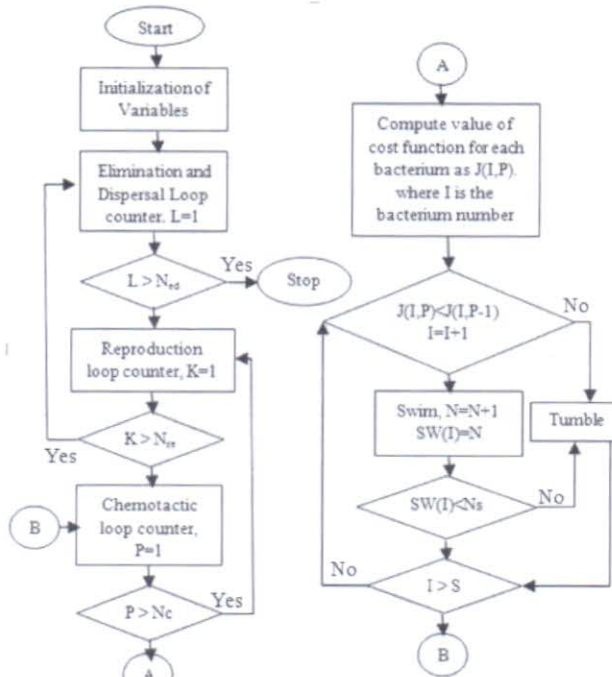 Start
Initialization of
Variables
Elimination and
Dispersal Loop
counter. L=1
L > Ned
Yes
Stop
Reproduction
loop counter, K=1
K > Nre
Yes
B
Chemotactic
loop counter,
P=1
P > Nc
Yes
A
A
Compute value of
cost function for each
bacterium as J(I,P).
where I is the
bacterium number
J(I,P)<J(I,P-1)
I=I+1
No
Swim, N=N+1
SW(I)=N
Tumble
SW(I)<Ns
No
No
I > S
B